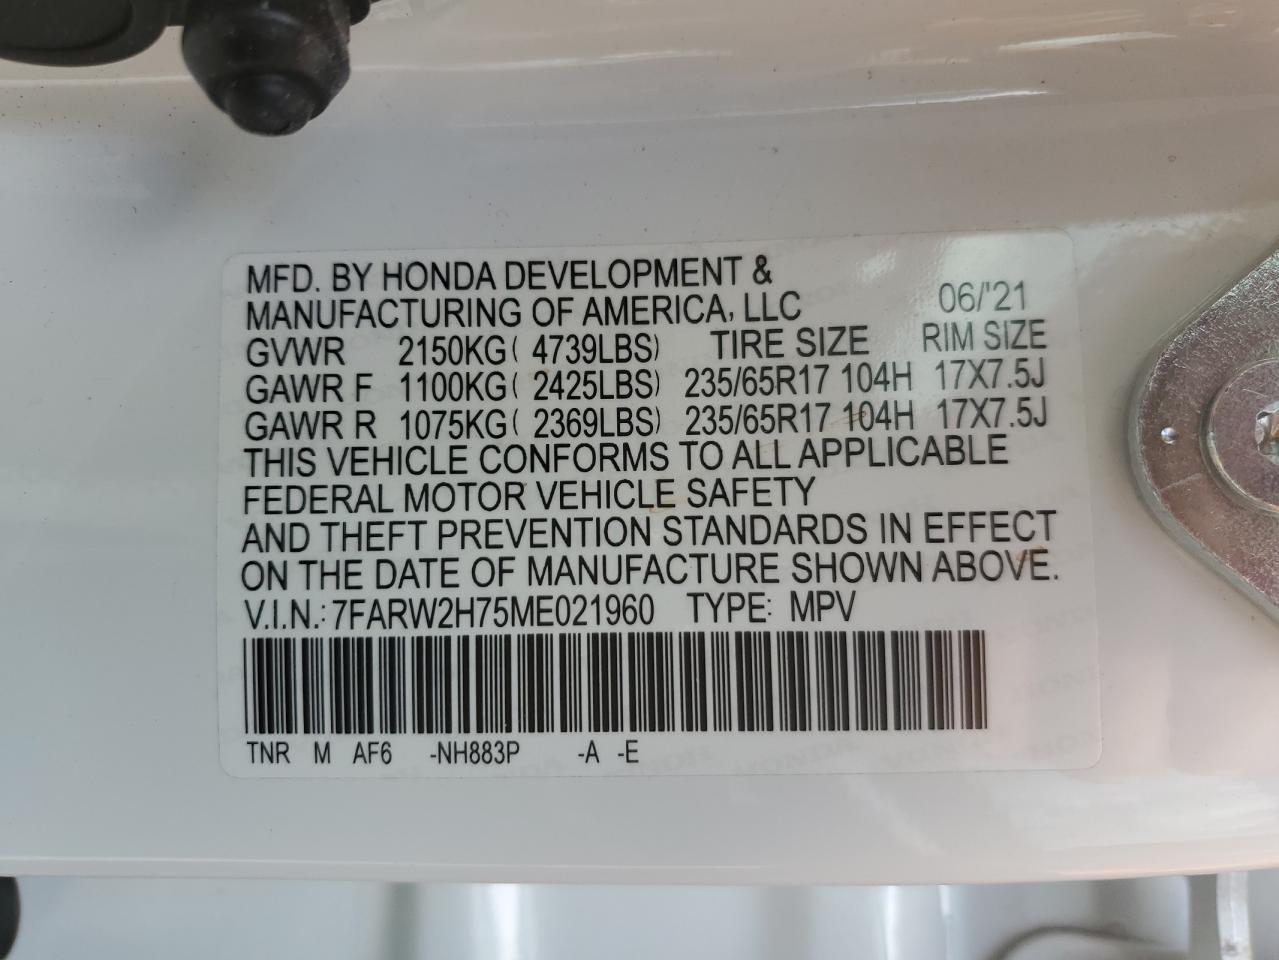 MFD. BY HONDA DEVELOPMENT &
MANUFACTURING OF AMERICA, LLC 06/'21
GVWR 2150KG( 4739LBS) TIRE SIZE RIM SIZE
GAWR F 1100KG( 2425LBS) 235/65R17 104H 17X7.5J
GAWR R 1075KG( 2369LBS) 235/65R17 104H 17X7.5J
THIS VEHICLE CONFORMS TO ALL APPLICABLE
FEDERAL MOTOR VEHICLE SAFETY
AND THEFT PREVENTION STANDARDS IN EFFECT
ON THE DATE OF MANUFACTURE SHOWN ABOVE.
V.I.N.: 7FARW2H75ME021960 TYPE: MPV
TNR M AF6 -NH883P -A -E